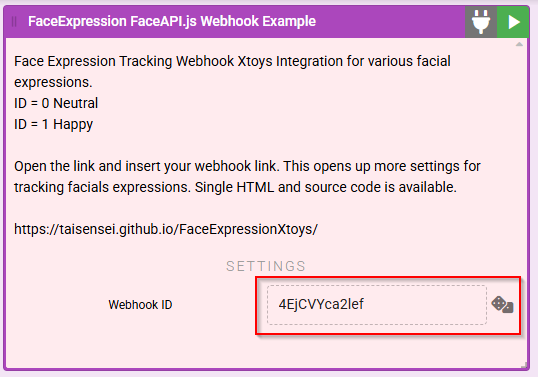 FaceExpression FaceAPI.js Webhook Example
Face Expression Tracking Webhook Xtoys Integration for various facial
expressions.
ID = 0 Neutral
ID = 1 Happy
Open the link and insert your webhook link. This opens up more settings for
tracking facials expressions. Single HTML and source code is available.
https://taisensei.github.io/FaceExpressionXtoys/
SETTINGS
Webhook ID
4EjCVYca2lef